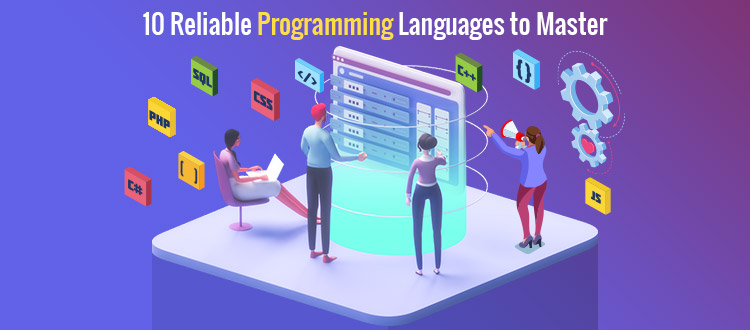 10 Reliable Programming Languages to Master
SQL
</>
C++
{}
CSS
PHP
[ ]
C#
JS